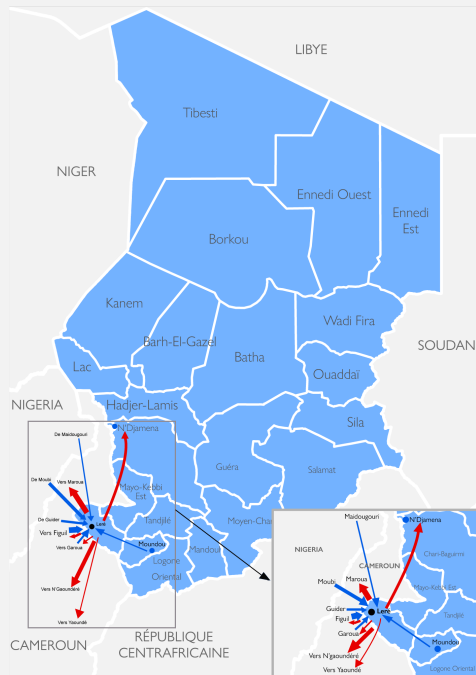 LIBYE
Tibesti
NIGER
Ennedi Ouest
Ennedi
Est
Borkou
Kanem
Wadi Fira
Barh-El-Gazel
SOUDAN
Batha
Lac
Ouaddaï
NIGERIA
Hadjer-Lamis
Sila
N'Djamena
De Maidougouri
Guéra
Salamat
De Moubi
Vers Maroua
Mayo-Kebbi
Est
De Guider
Léré
Tandjilé
Moyen-Char
Vers Figuil
Vers Garoua
Moundou
Mandoul
Logone
Oriental
Vers N'Gaoundéré
Vers Yaoundé
CAMEROUN
RÉPUBLIQUE
CENTRAFRICAINE
Maidougouri
N'Djamena
NIGERIA
Chari-Baguirmi
CAMEROUN
Moubi
Maroua
Mayo-Kebbi Est
Guider
Léré
Figuil
Tandjilé
Garoua
Moundou
Vers N'gaoundéré
Vers Yaoundé
Logone Oriental